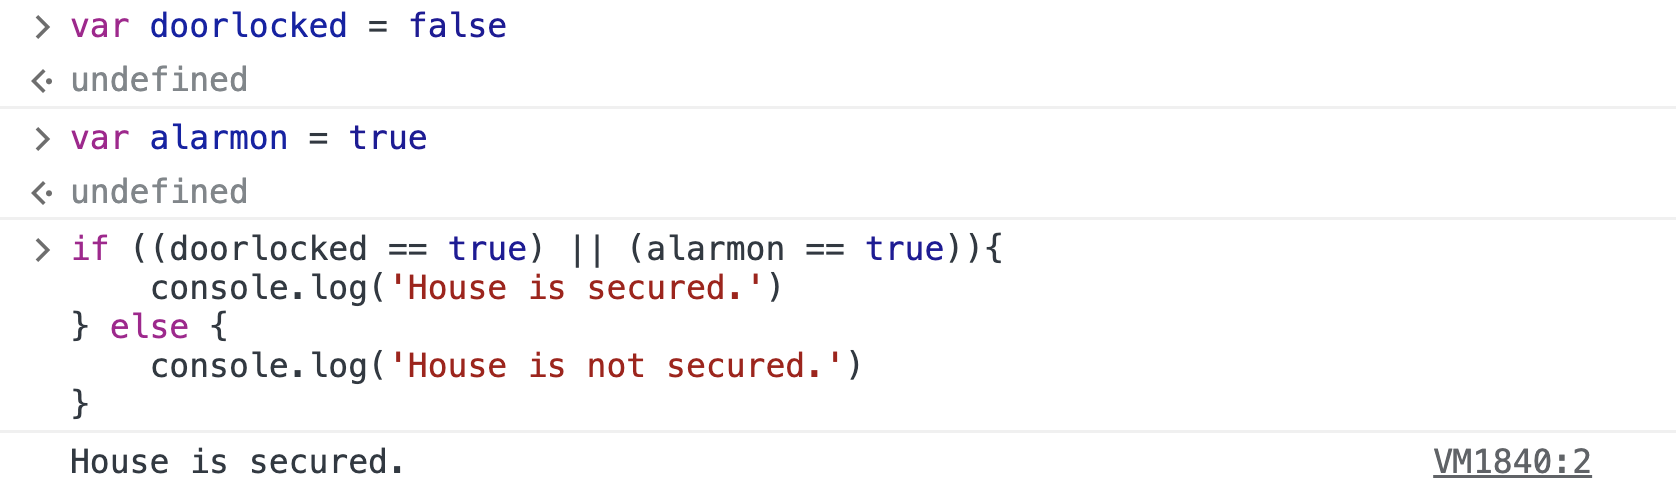 > var doorlocked = false
<· undefined
> var alarmon = true
<· undefined
> if ((doorlocked == true) || (alarmon == true)){
    console.log('House is secured.')
} else {
    console.log('House is not secured.')
}
House is secured. VM1840:2